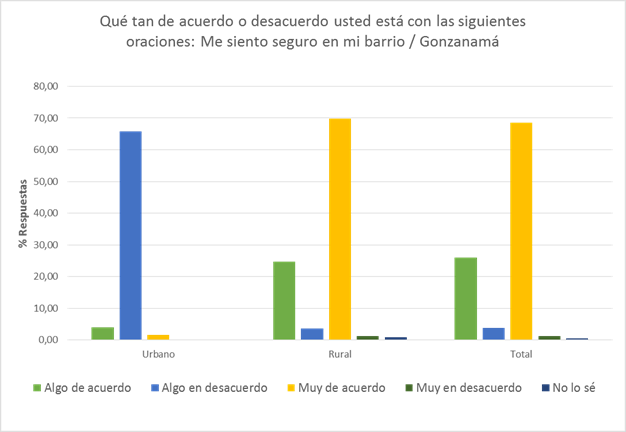 Qué tan de acuerdo o desacuerdo usted está con las siguientes
oraciones: Me siento seguro en mi barrio / Gonzanamá
80,00
70,00
60,00
50,00
40,00
30,00
20,00
10,00
0,00
% Respuestas
Urbano Rural Total
Algo de acuerdo Algo en desacuerdo Muy de acuerdo Muy en desacuerdo No lo sé